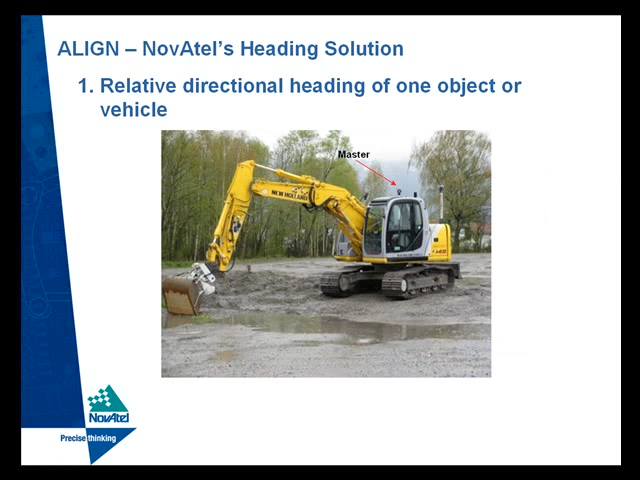 ALIGN – NovAtel's Heading Solution
1. Relative directional heading of one object or
vehicle
Master
NEW HOLLAND
NovAtel
Precise thinking